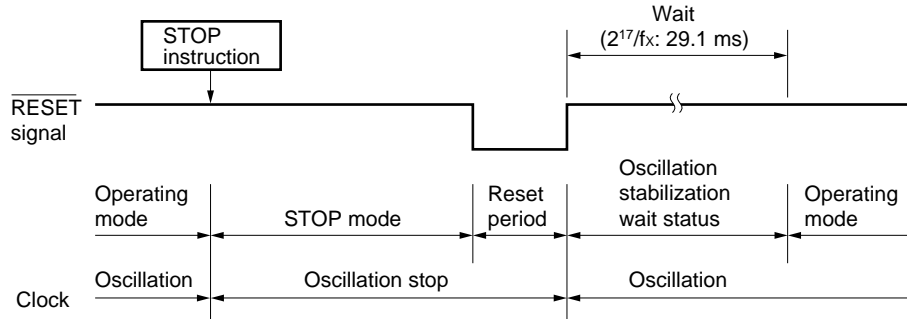 Wait
(2¹⁷/fx: 29.1 ms)
STOP
instruction
RESET
signal
Operating
mode
STOP mode
Reset
period
Oscillation
stabilization
wait status
Operating
mode
Clock
Oscillation
Oscillation stop
Oscillation